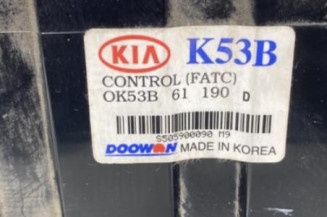 KIA K53B
CONTROL (FATC)
OK53B 61 190 D
S505900090 M9
DOOWON MADE IN KOREA